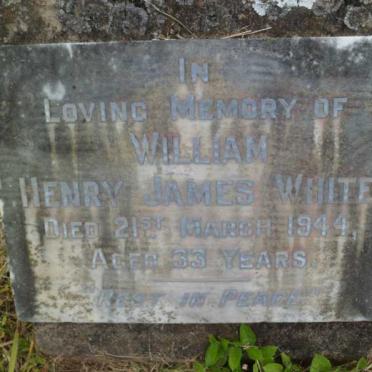 IN
LOVING MEMORY OF
WILLIAM
HENRY JAMES WHITE
DIED 21ST MARCH 1944,
AGED 33 YEARS.
"REST IN PEACE"